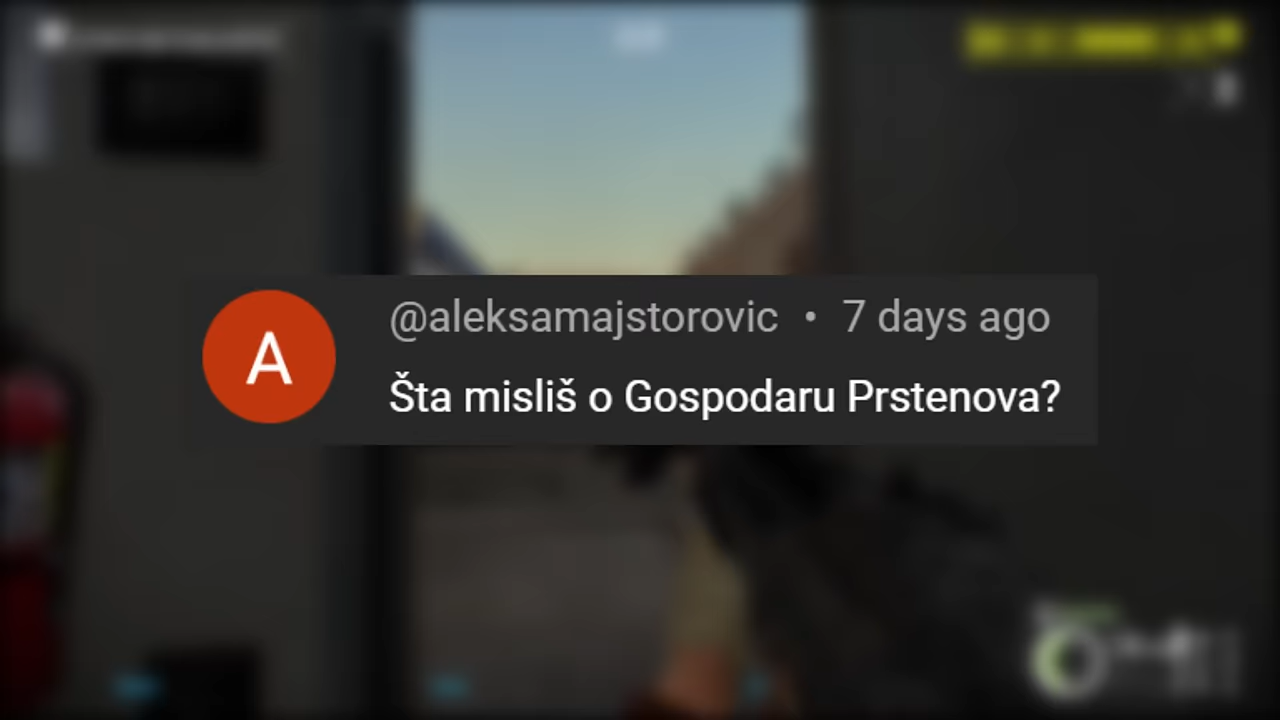 A
@aleksamajstorovic • 7 days ago
Šta misliš o Gospodaru Prstenova?